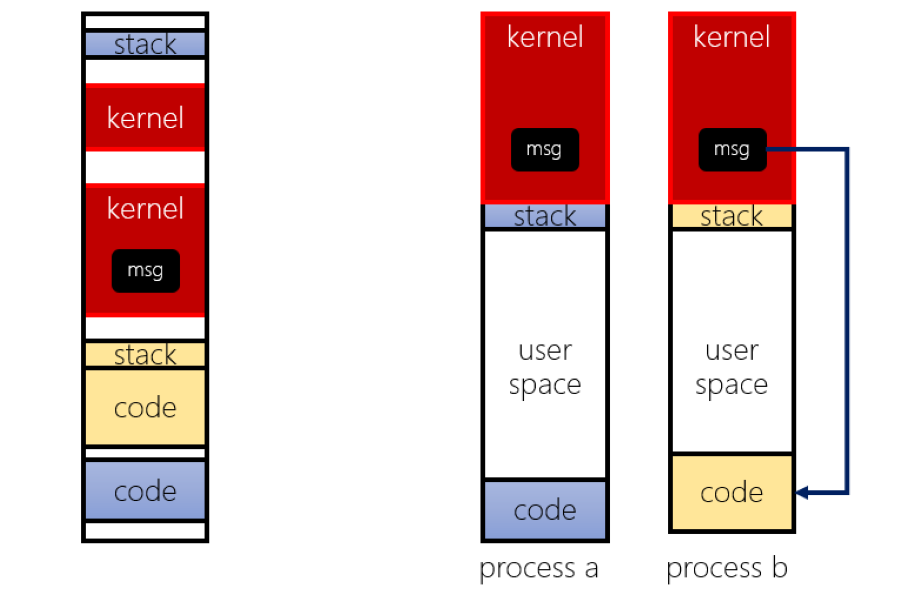 stack
kernel
kernel
msg
stack
code
code
kernel
msg
stack
user
space
code
process a
kernel
msg
stack
user
space
code
process b